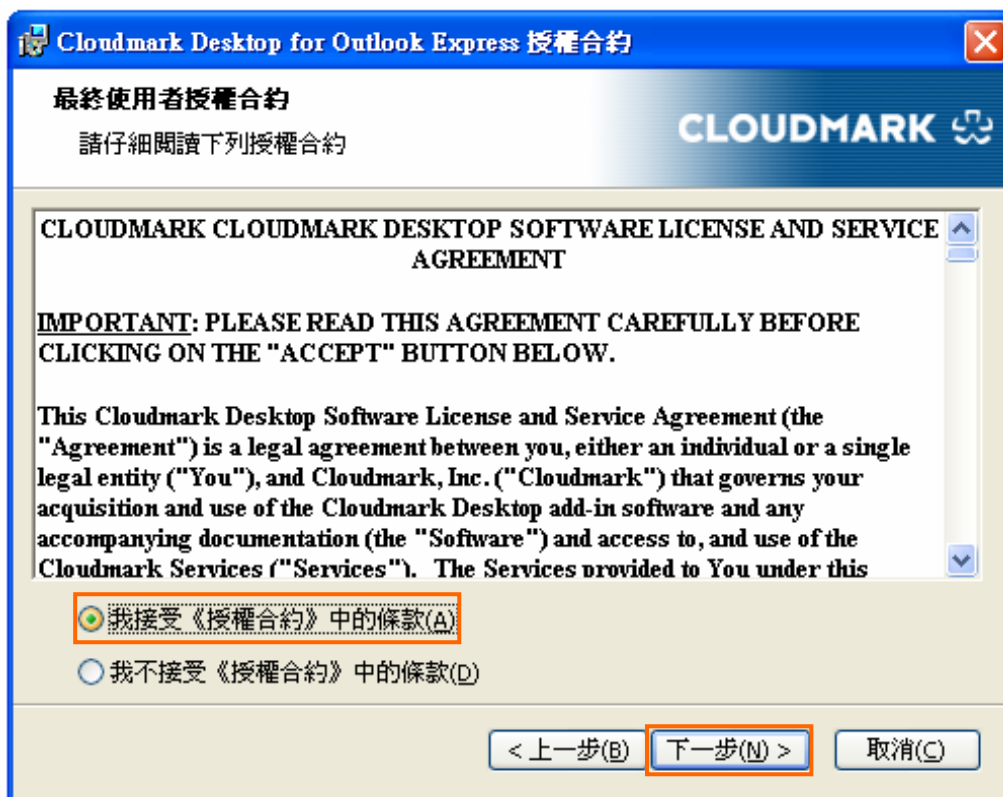 Cloudmark Desktop for Outlook Express 授權合約
最終使用者授權合約
請仔細閱讀下列授權合約
CLOUDMARK
CLOUDMARK CLOUDMARK DESKTOP SOFTWARE LICENSE AND SERVICE
AGREEMENT
IMPORTANT: PLEASE READ THIS AGREEMENT CAREFULLY BEFORE
CLICKING ON THE "ACCEPT" BUTTON BELOW.
This Cloudmark Desktop Software License and Service Agreement (the
"Agreement") is a legal agreement between you, either an individual or a single
legal entity ("You"), and Cloudmark, Inc. ("Cloudmark") that governs your
acquisition and use of the Cloudmark Desktop add-in software and any
accompanying documentation (the "Software") and access to, and use of the
Cloudmark Services ("Services").   The Services provided to You under this
我接受《授權合約》中的條款(A)
我不接受《授權合約》中的條款(D)
< 上一步(B) 下一步(N) > 取消(C)